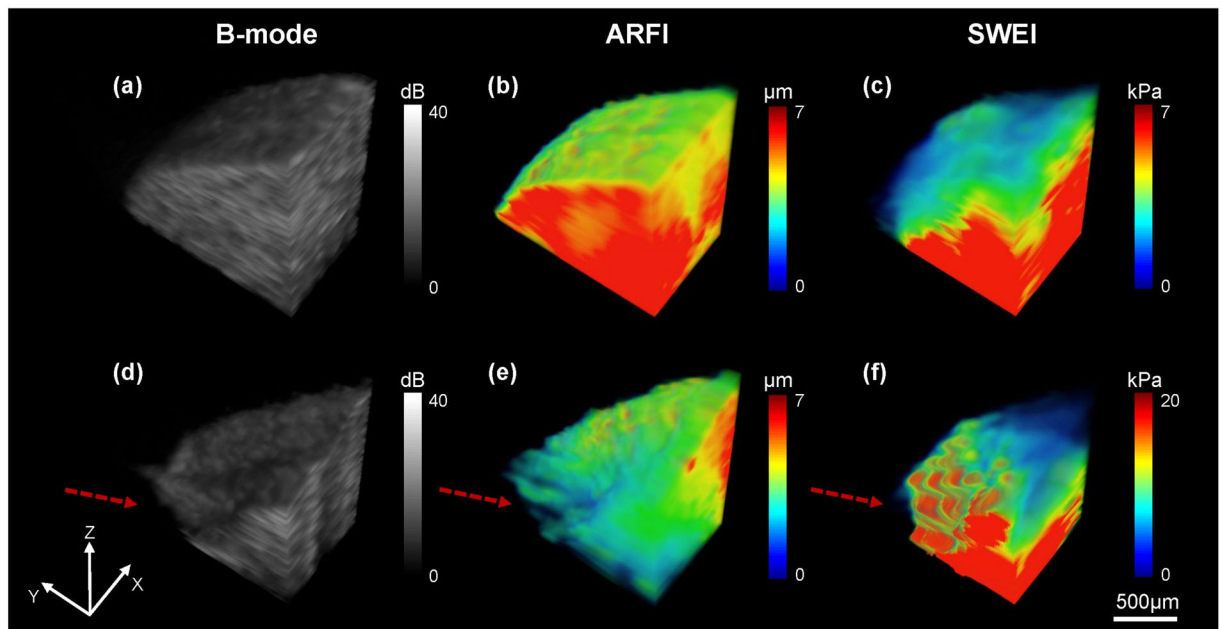 B-mode ARFI SWEI
(a) dB 40 0 (b) μm 7 0 (c) kPa 7 0
(d) dB 40 0 (e) μm 7 0 (f) kPa 20 0
Z
Y X
500μm